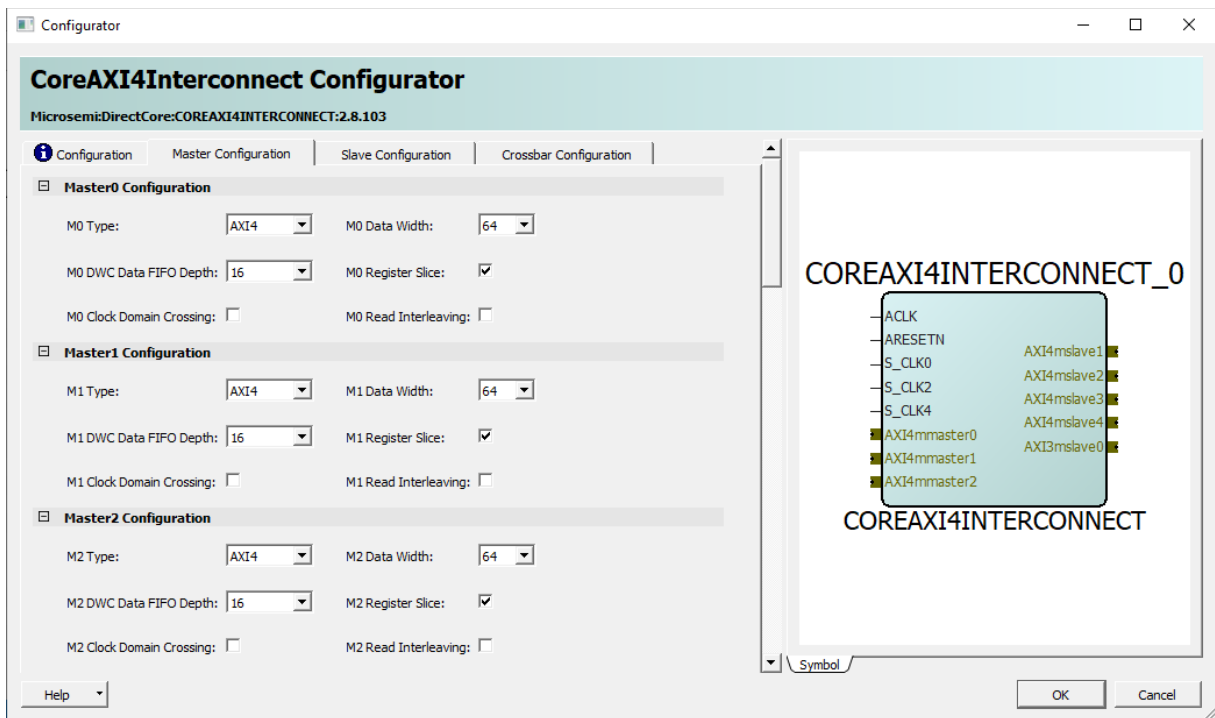 Configurator
CoreAXI4Interconnect Configurator
Microsemi:DirectCore:COREAXI4INTERCONNECT:2.8.103
Configuration Master Configuration Slave Configuration Crossbar Configuration
Master0 Configuration
M0 Type: AXI4 M0 Data Width: 64
M0 DWC Data FIFO Depth: 16 M0 Register Slice:
M0 Clock Domain Crossing: M0 Read Interleaving:
Master1 Configuration
M1 Type: AXI4 M1 Data Width: 64
M1 DWC Data FIFO Depth: 16 M1 Register Slice:
M1 Clock Domain Crossing: M1 Read Interleaving:
Master2 Configuration
M2 Type: AXI4 M2 Data Width: 64
M2 DWC Data FIFO Depth: 16 M2 Register Slice:
M2 Clock Domain Crossing: M2 Read Interleaving:
COREAXI4INTERCONNECT_0
ACLK
ARESETN
S_CLK0
S_CLK2
S_CLK4
AXI4mmaster0
AXI4mmaster1
AXI4mmaster2
AXI4mslave1
AXI4mslave2
AXI4mslave3
AXI4mslave4
AXI3mslave0
COREAXI4INTERCONNECT
Symbol
Help OK Cancel